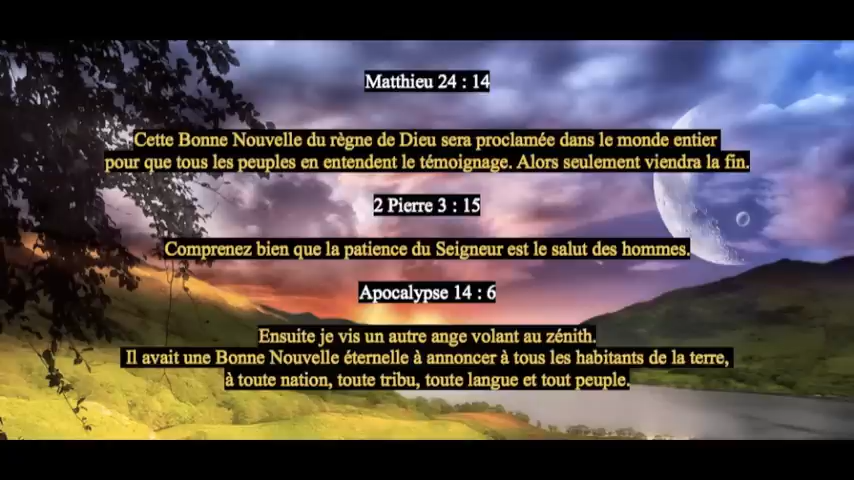 Matthieu 24 : 14
Cette Bonne Nouvelle du règne de Dieu sera proclamée dans le monde entier
pour que tous les peuples en entendent le témoignage. Alors seulement viendra la fin.
2 Pierre 3 : 15
Comprenez bien que la patience du Seigneur est le salut des hommes.
Apocalypse 14 : 6
Ensuite je vis un autre ange volant au zénith.
Il avait une Bonne Nouvelle éternelle à annoncer à tous les habitants de la terre,
à toute nation, toute tribu, toute langue et tout peuple.